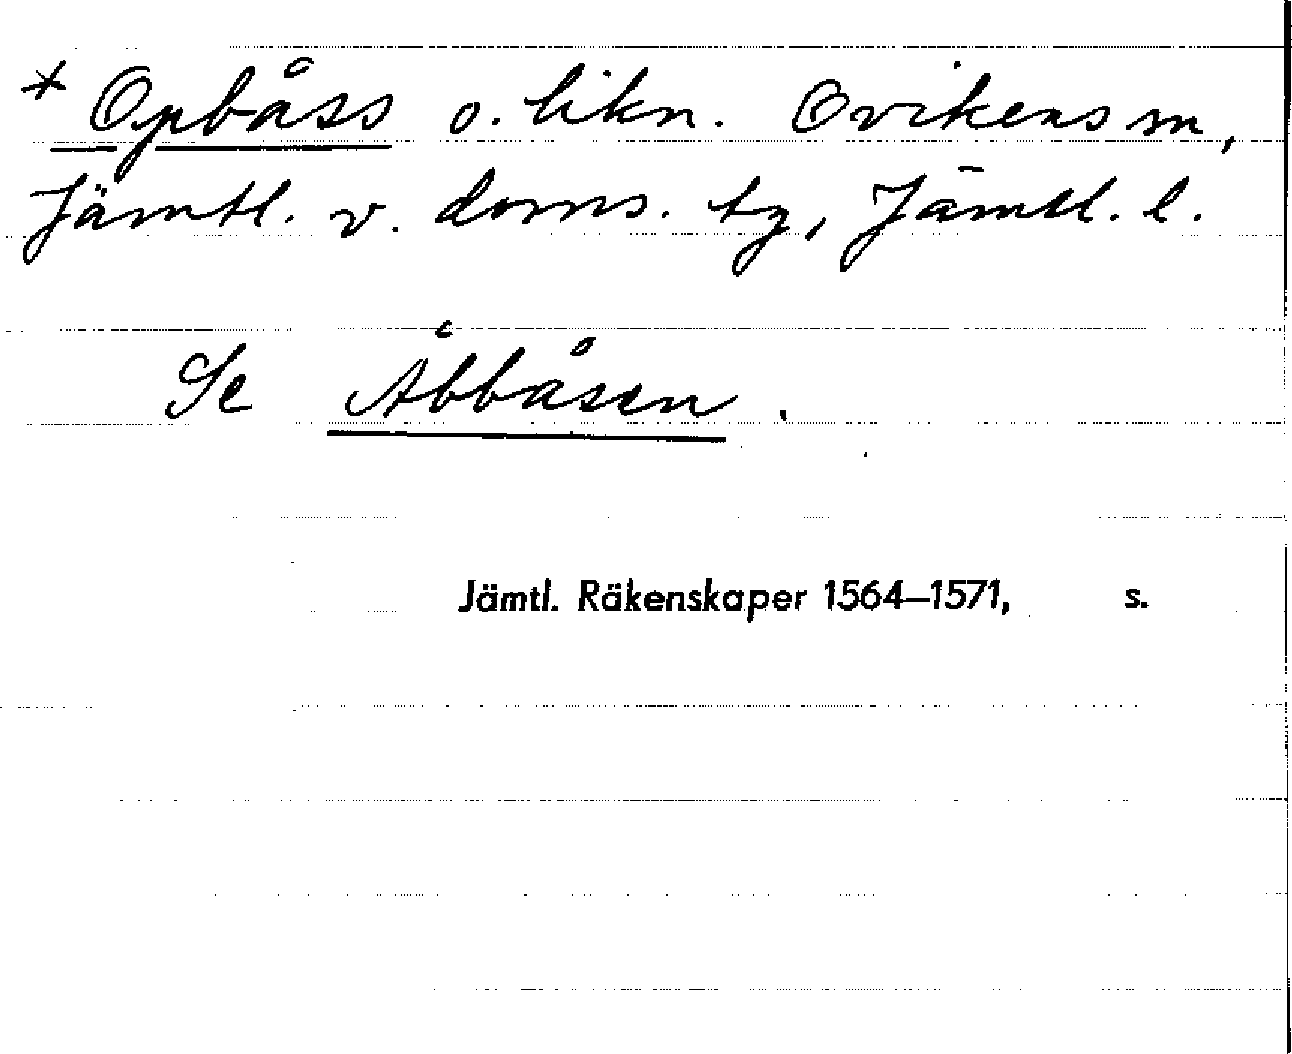 * Opbåss o. likn. Ovikens sn,
Jämtl. v. doms. tg, Jämtl. l.
Se Åbbåsen.
Jämtl. Räkenskaper 1564–1571, s.